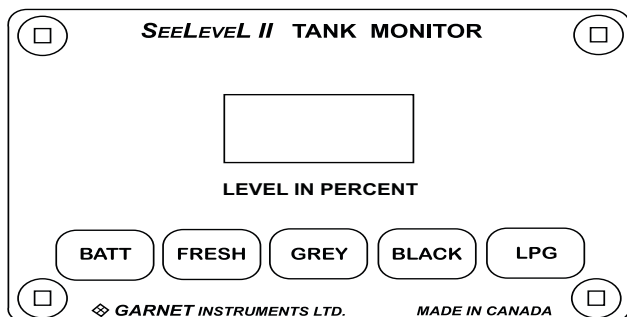 SEELEVEL II TANK MONITOR
LEVEL IN PERCENT
BATT FRESH GREY BLACK LPG
GARNET INSTRUMENTS LTD. MADE IN CANADA